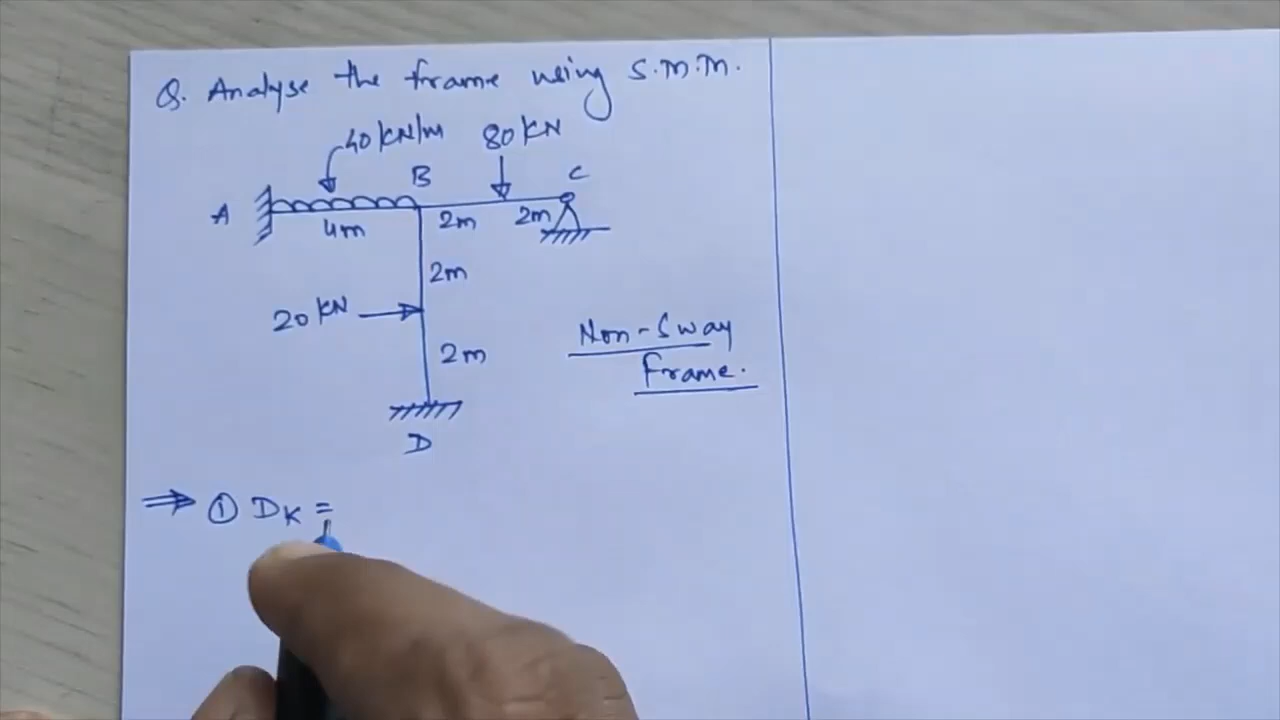 Q. Analyse the frame using S.M.M.
40 KN/m 80 KN
B C
A
4m 2m 2m
2m
20 KN
2m
Non-Sway
Frame.
D
⇒ ① DK =